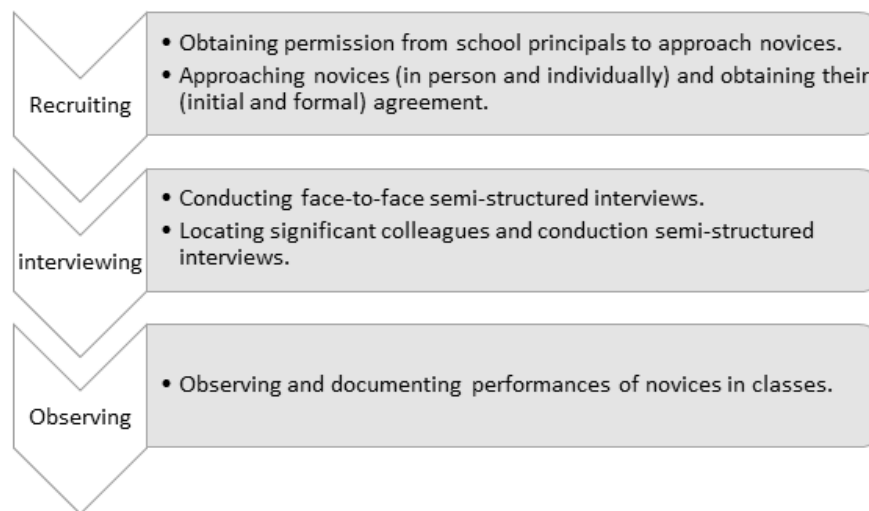 Recruiting
• Obtaining permission from school principals to approach novices.
• Approaching novices (in person and individually) and obtaining their
(initial and formal) agreement.
interviewing
• Conducting face-to-face semi-structured interviews.
• Locating significant colleagues and conduction semi-structured
interviews.
Observing
• Observing and documenting performances of novices in classes.